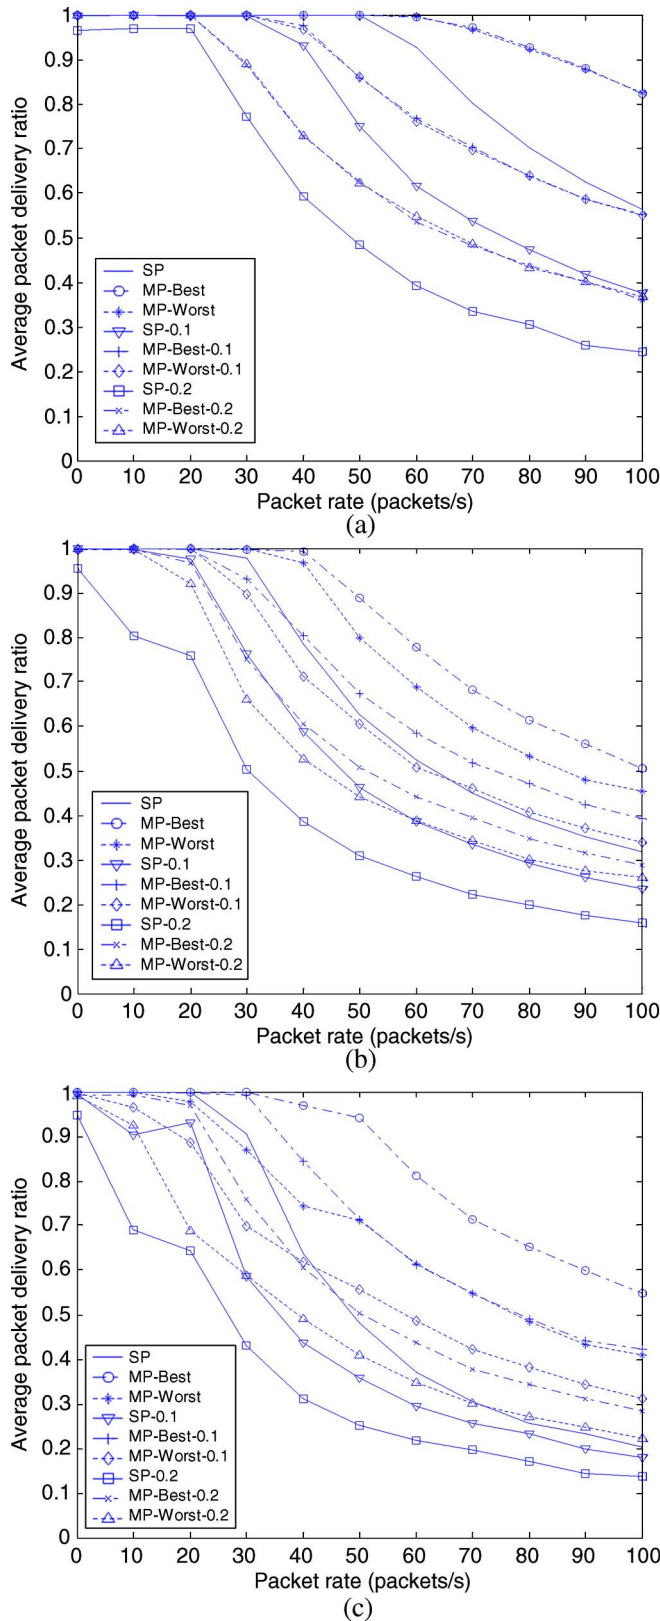 Average packet delivery ratio
1
0.9
0.8
0.7
0.6
0.5
0.4
0.3
0.2
0.1
0
SP
MP-Best
MP-Worst
SP-0.1
MP-Best-0.1
MP-Worst-0.1
SP-0.2
MP-Best-0.2
MP-Worst-0.2
0 10 20 30 40 50 60 70 80 90 100
Packet rate (packets/s)
(a)
Average packet delivery ratio
1
0.9
0.8
0.7
0.6
0.5
0.4
0.3
0.2
0.1
0
SP
MP-Best
MP-Worst
SP-0.1
MP-Best-0.1
MP-Worst-0.1
SP-0.2
MP-Best-0.2
MP-Worst-0.2
0 10 20 30 40 50 60 70 80 90 100
Packet rate (packets/s)
(b)
Average packet delivery ratio
1
0.9
0.8
0.7
0.6
0.5
0.4
0.3
0.2
0.1
0
SP
MP-Best
MP-Worst
SP-0.1
MP-Best-0.1
MP-Worst-0.1
SP-0.2
MP-Best-0.2
MP-Worst-0.2
0 10 20 30 40 50 60 70 80 90 100
Packet rate (packets/s)
(c)